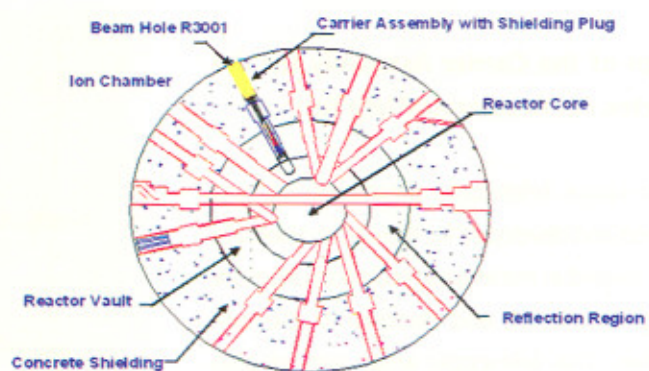 Beam Hole R3001
Carrier Assembly with Shielding Plug
Ion Chamber
Reactor Core
Reactor Vault
Reflection Region
Concrete Shielding